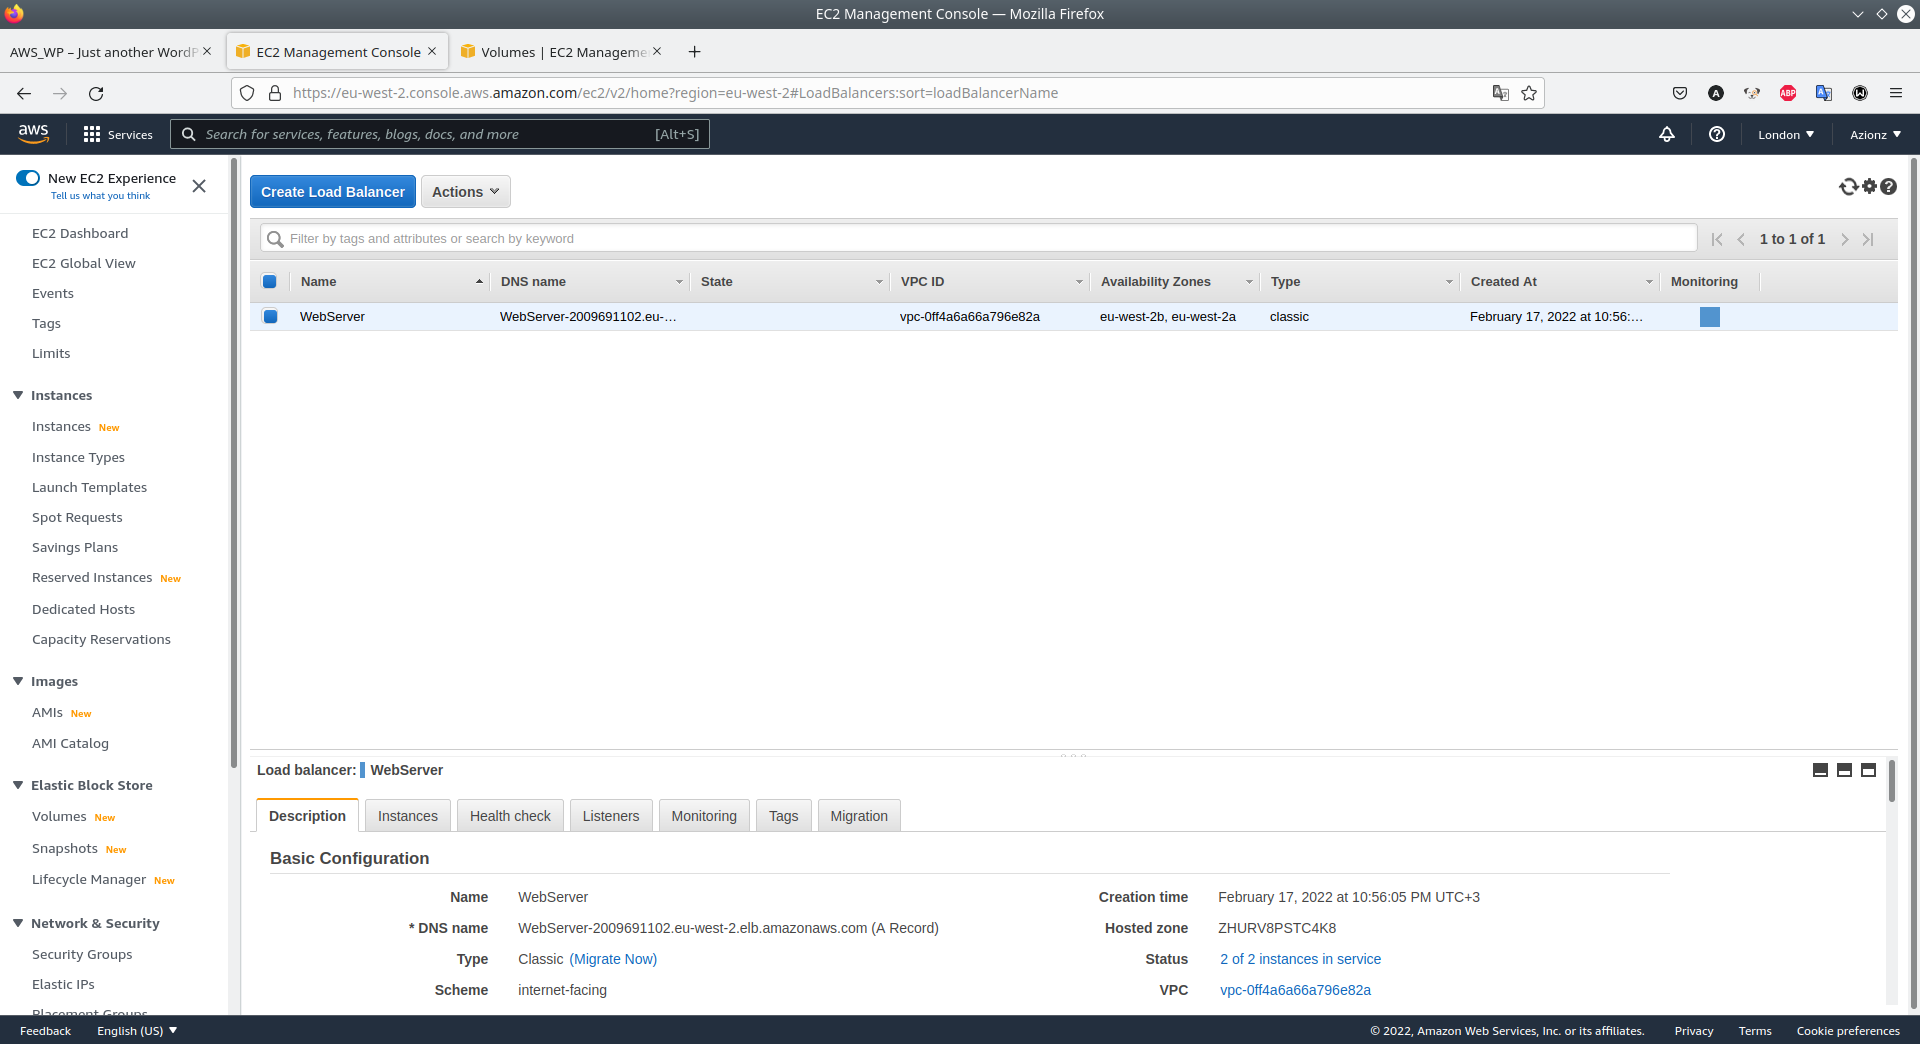 EC2 Management Console — Mozilla Firefox
AWS_WP – Just another WordP
EC2 Management Console
Volumes | EC2 Manageme
https://eu-west-2.console.aws.amazon.com/ec2/v2/home?region=eu-west-2#LoadBalancers:sort=loadBalancerName
A
ABP
aws
Services
Search for services, features, blogs, docs, and more
[Alt+S]
London
Azionz
New EC2 Experience
Tell us what you think
EC2 Dashboard
EC2 Global View
Events
Tags
Limits
Instances
Instances New
Instance Types
Launch Templates
Spot Requests
Savings Plans
Reserved Instances New
Dedicated Hosts
Capacity Reservations
Images
AMIs New
AMI Catalog
Elastic Block Store
Volumes New
Snapshots New
Lifecycle Manager New
Network & Security
Security Groups
Elastic IPs
Placement Groups
Create Load Balancer
Actions
Filter by tags and attributes or search by keyword
1 to 1 of 1
Name DNS name State VPC ID Availability Zones Type Created At Monitoring
WebServer WebServer-2009691102.eu-… vpc-0ff4a6a66a796e82a eu-west-2b, eu-west-2a classic February 17, 2022 at 10:56:…
Load balancer: WebServer
Description Instances Health check Listeners Monitoring Tags Migration
Basic Configuration
Name WebServer
* DNS name WebServer-2009691102.eu-west-2.elb.amazonaws.com (A Record)
Type Classic (Migrate Now)
Scheme internet-facing
Creation time February 17, 2022 at 10:56:05 PM UTC+3
Hosted zone ZHURV8PSTC4K8
Status 2 of 2 instances in service
VPC vpc-0ff4a6a66a796e82a
Feedback English (US)
© 2022, Amazon Web Services, Inc. or its affiliates. Privacy Terms Cookie preferences